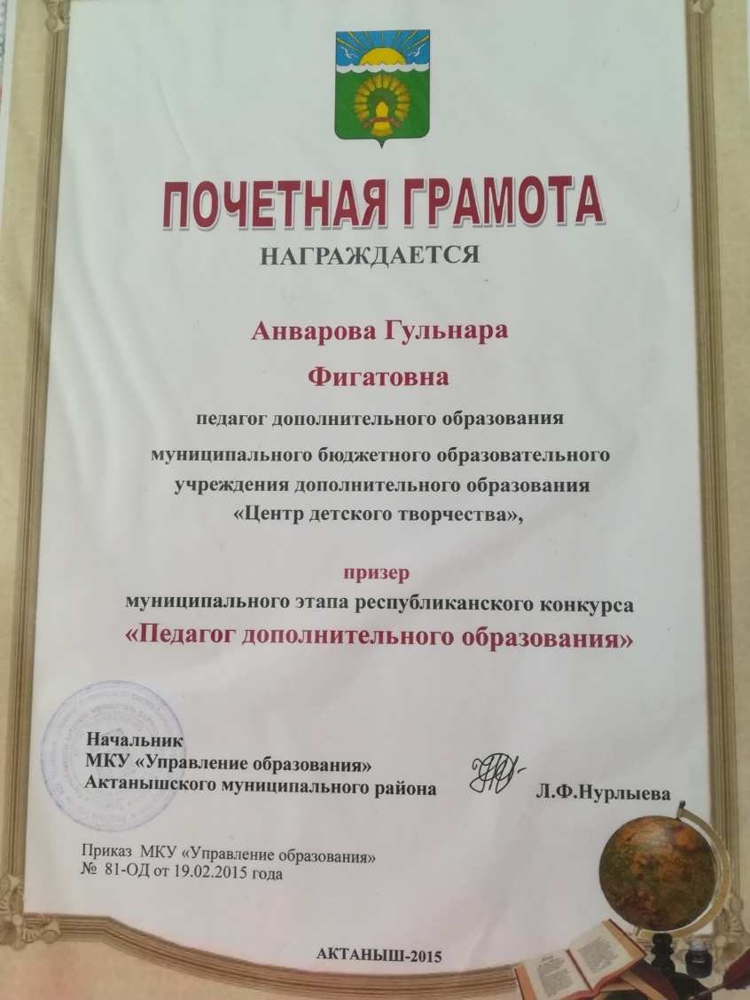 ПОЧЕТНАЯ ГРАМОТА
НАГРАЖДАЕТСЯ
Анварова Гульнара
Фигатовна
педагог дополнительного образования
муниципального бюджетного образовательного
учреждения дополнительного образования
«Центр детского творчества»,
призер
муниципального этапа республиканского конкурса
«Педагог дополнительного образования»
Начальник
МКУ «Управление образования»
Актанышского муниципального района
Л.Ф.Нурлыева
Приказ МКУ «Управление образования»
№ 81-ОД от 19.02.2015 года
АКТАНЫШ-2015